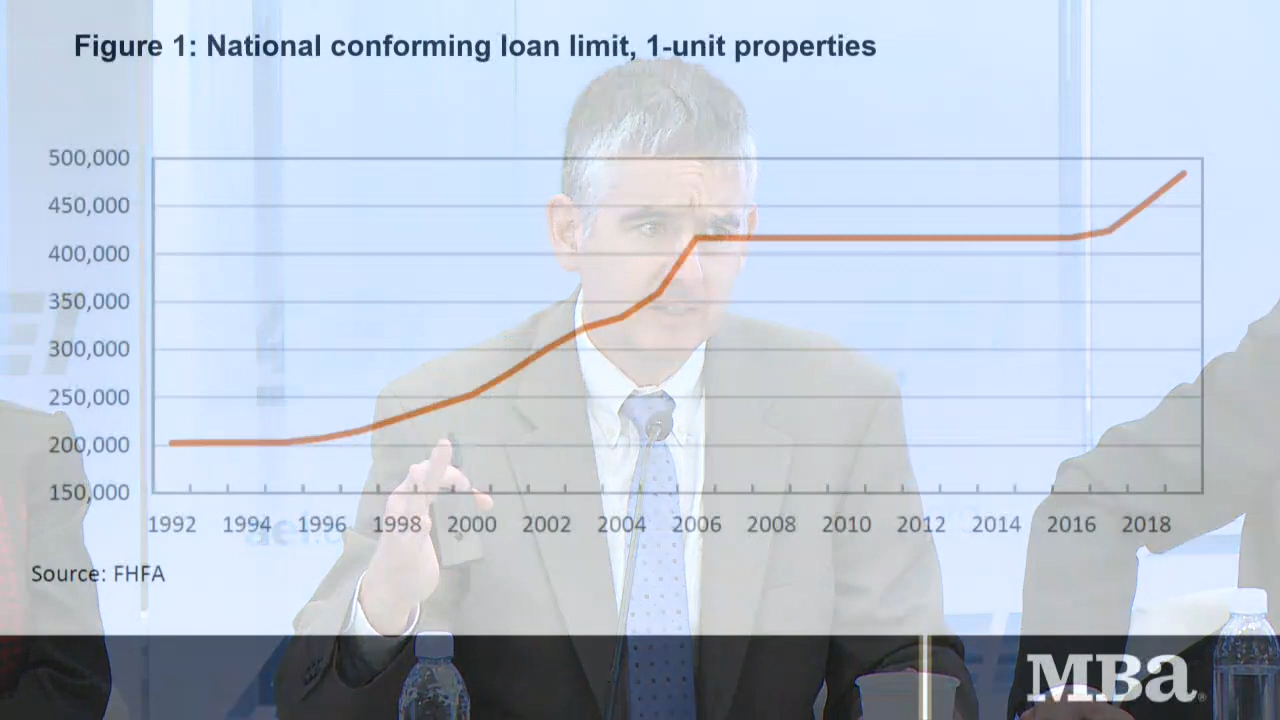 Figure 1: National conforming loan limit, 1-unit properties
500,000
450,000
400,000
350,000
300,000
250,000
200,000
150,000
1992 1994 1996 1998 2000 2002 2004 2006 2008 2010 2012 2014 2016 2018
Source: FHFA
MBA